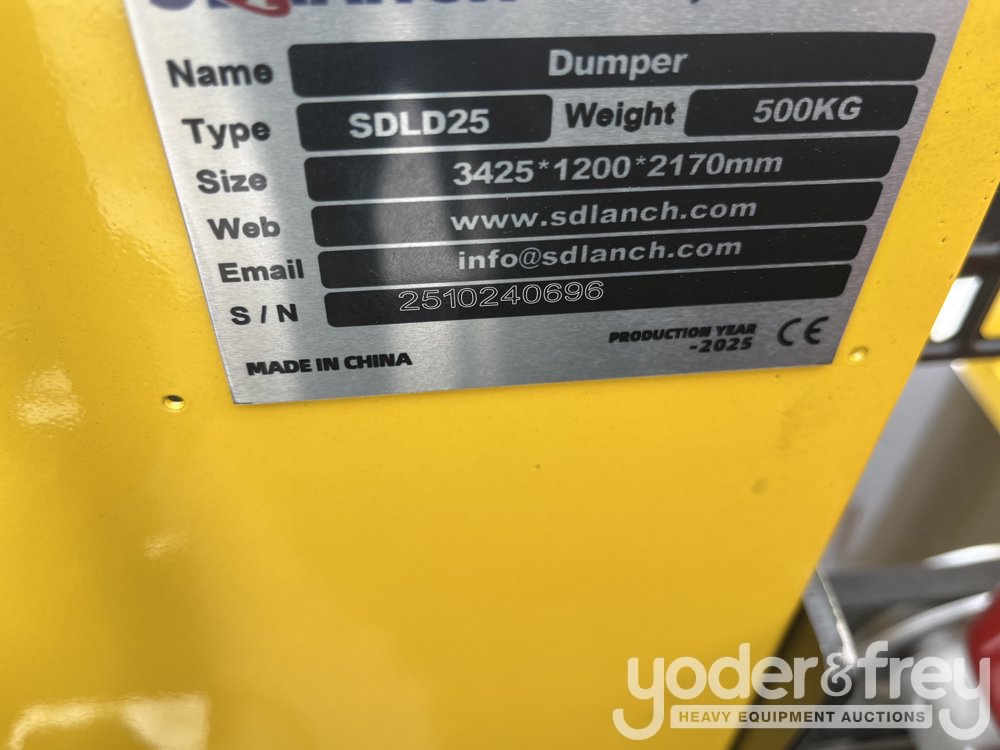 Name Dumper
Type SDLD25 Weight 500KG
Size 3425*1200*2170mm
Web www.sdlanch.com
Email info@sdlanch.com
S / N 2510240696
MADE IN CHINA
PRODUCTION YEAR
-2025
CE
yoder&frey
HEAVY EQUIPMENT AUCTIONS